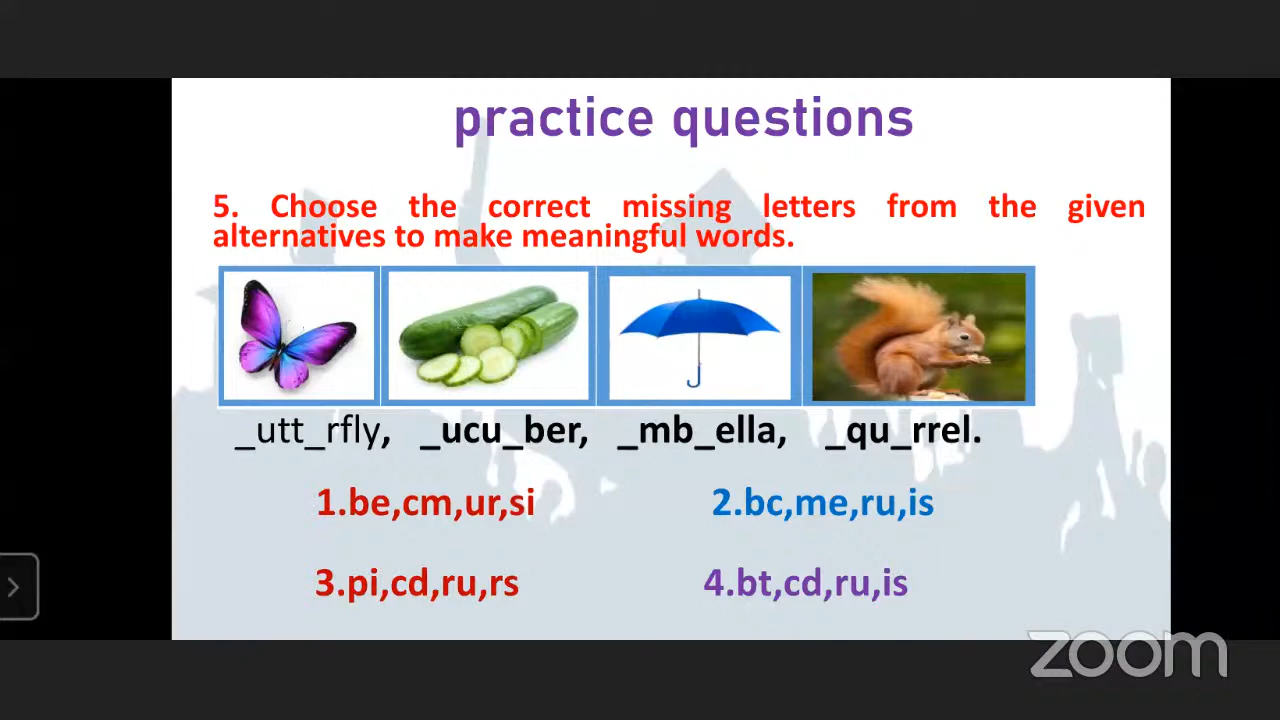 practice questions
5. Choose the correct missing letters from the given
alternatives to make meaningful words.
_utt_rfly, _ucu_ber, _mb_ella, _qu_rrel.
1.be,cm,ur,si 2.bc,me,ru,is
3.pi,cd,ru,rs 4.bt,cd,ru,is
zoom